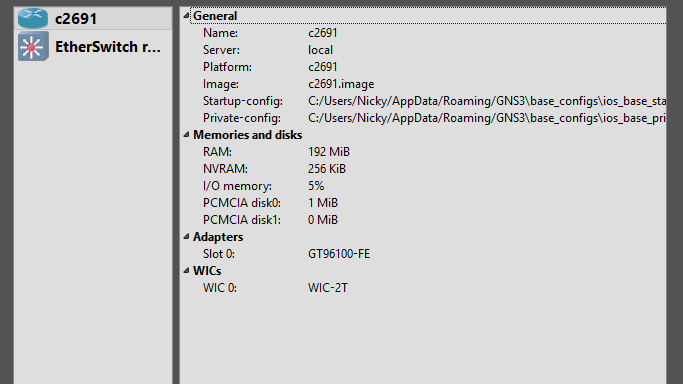 c2691
EtherSwitch r...
General
Name: c2691
Server: local
Platform: c2691
Image: c2691.image
Startup-config: C:/Users/Nicky/AppData/Roaming/GNS3\base_configs\ios_base_sta
Private-config: C:/Users/Nicky/AppData/Roaming/GNS3\base_configs\ios_base_pri
Memories and disks
RAM: 192 MiB
NVRAM: 256 KiB
I/O memory: 5%
PCMCIA disk0: 1 MiB
PCMCIA disk1: 0 MiB
Adapters
Slot 0: GT96100-FE
WICs
WIC 0: WIC-2T